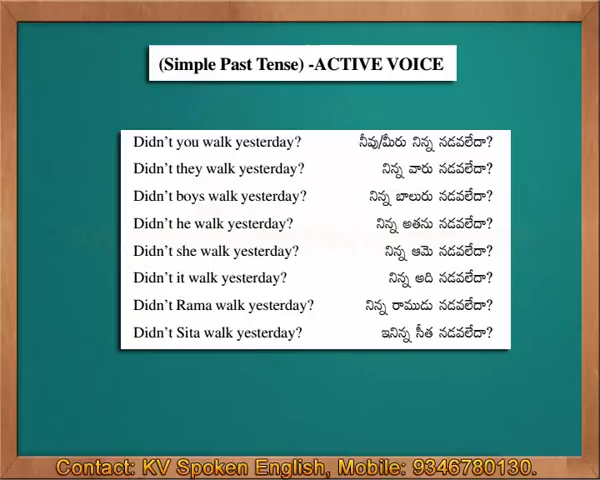 (Simple Past Tense) -ACTIVE VOICE
Didn't you walk yesterday? నీవు/మీరు నిన్న నడవలేదా?
Didn't they walk yesterday? నిన్న వారు నడవలేదా?
Didn't boys walk yesterday? నిన్న బాలురు నడవలేదా?
Didn't he walk yesterday? నిన్న అతను నడవలేదా?
Didn't she walk yesterday? నిన్న ఆమె నడవలేదా?
Didn't it walk yesterday? నిన్న అది నడవలేదా?
Didn't Rama walk yesterday? నిన్న రాముడు నడవలేదా?
Didn't Sita walk yesterday? ఇనిన్న సీత నడవలేదా?
Contact: KV Spoken English, Mobile: 9346780130.